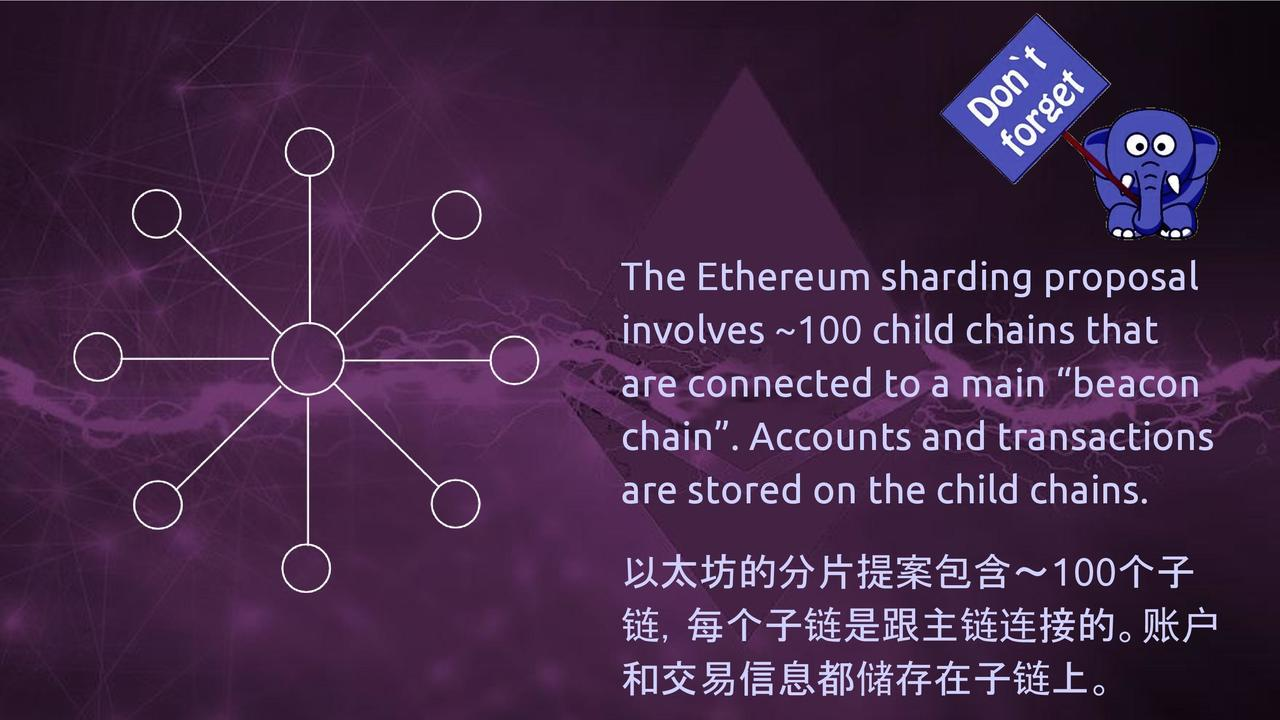 Don`t
forget
The Ethereum sharding proposal
involves ~100 child chains that
are connected to a main “beacon
chain”. Accounts and transactions
are stored on the child chains.
以太坊的分片提案包含～100个子
链, 每个子链是跟主链连接的。账户
和交易信息都储存在子链上。